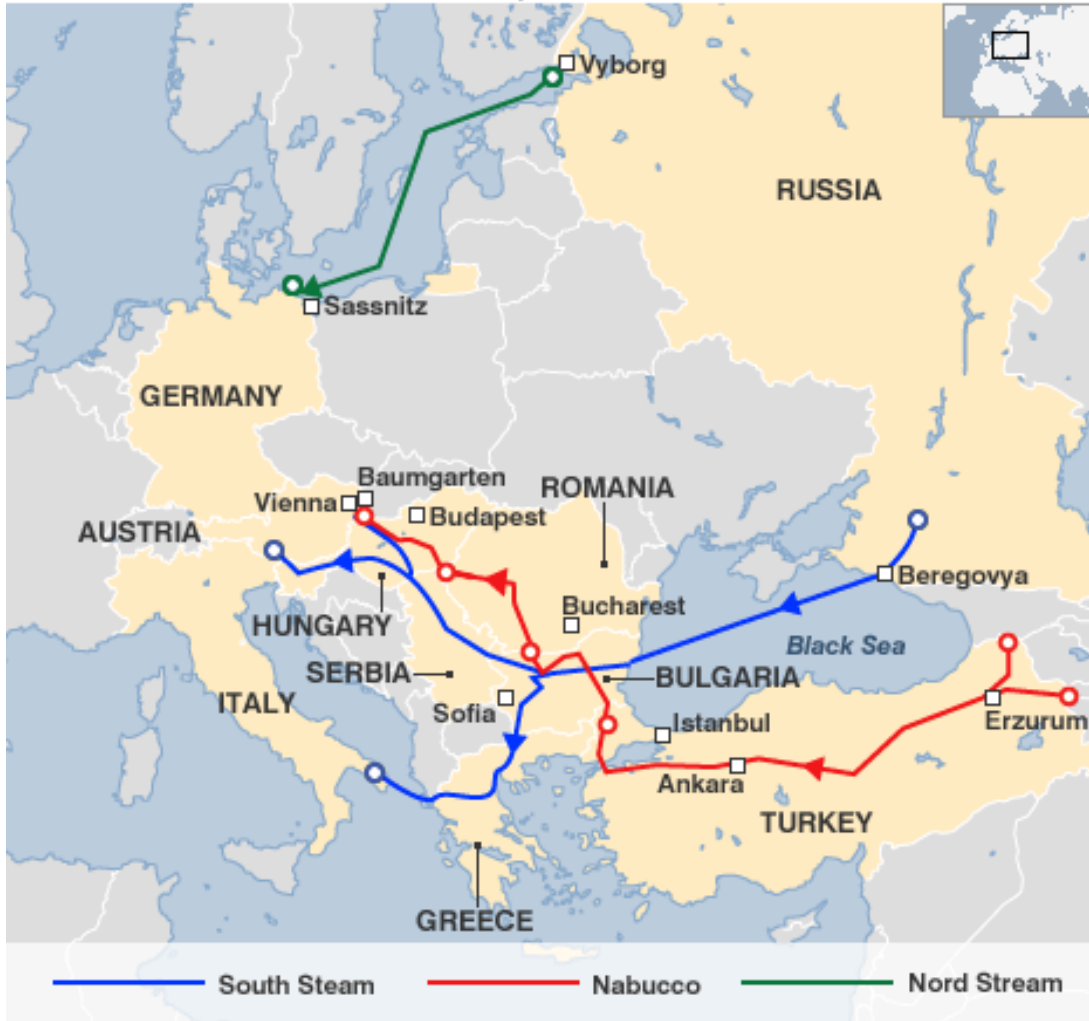 Vyborg
RUSSIA
Sassnitz
GERMANY
Baumgarten
ROMANIA
Vienna
Budapest
AUSTRIA
Beregovya
Bucharest
HUNGARY
Black Sea
SERBIA
BULGARIA
ITALY
Sofia
Istanbul
Erzurum
Ankara
TURKEY
GREECE
South Steam
Nabucco
Nord Stream